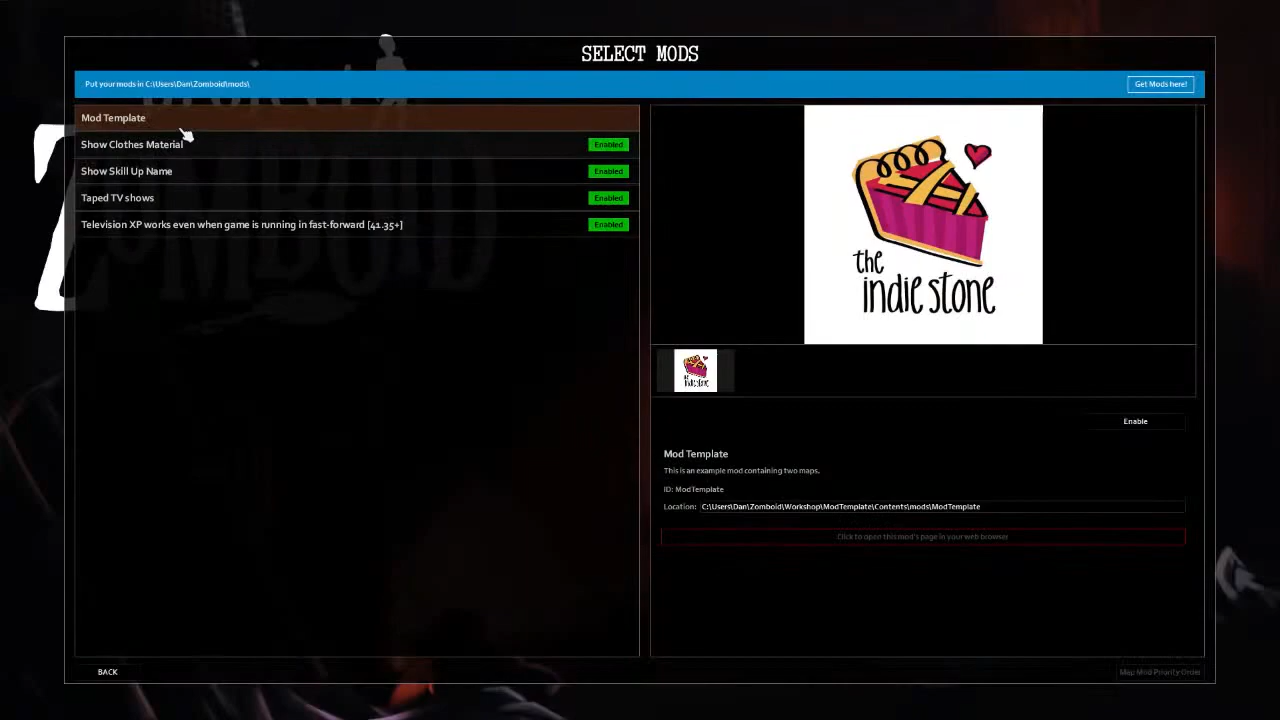 SELECT MODS
Put your mods in C:\Users\Dan\Zomboid\mods\
Get Mods here!
Mod Template
Show Clothes Material
Enabled
Show Skill Up Name
Enabled
Taped TV shows
Enabled
Television XP works even when game is running in fast-forward [41.35+]
Enabled
the
indie stone
the
indie stone
Enable
Mod Template
This is an example mod containing two maps.
ID: ModTemplate
Location: C:\Users\Dan\Zomboid\Workshop\ModTemplate\Contents\mods\ModTemplate
Click to open this mod's page in your web browser
BACK
Map Mod Priority Order